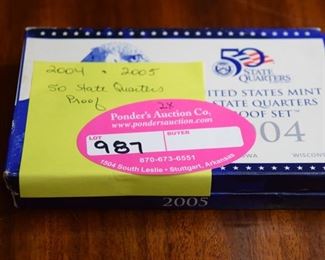 2004 • 2005
50 State Quarters
Proof
2x
Ponder's Auction Co.
www.pondersauction.com
LOT
987
BUYER
870-673-6551
1504 South Leslie - Stuttgart, Arkansas
50
STATE
QUARTERS
UNITED STATES MINT
STATE QUARTERS
PROOF SET
2004
WISCONSIN
2005